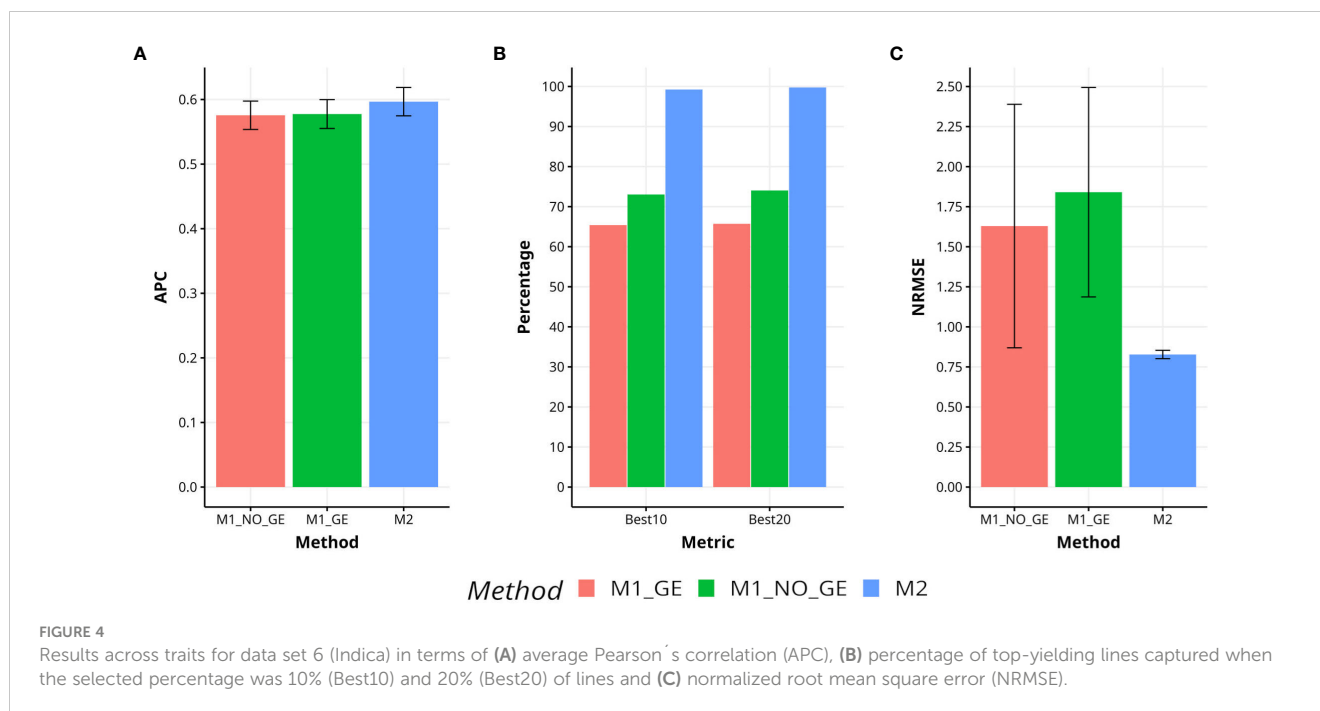 A
B
C
0.6
0.5
0.4
0.3
0.2
0.1
0.0
APC
M1_NO_GE M1_GE M2
Method
100
90
80
70
60
50
40
30
20
10
0
Percentage
Best10 Best20
Metric
2.50
2.25
2.00
1.75
1.50
1.25
1.00
0.75
0.50
0.25
0.00
NRMSE
M1_NO_GE M1_GE M2
Method
Method M1_GE M1_NO_GE M2
FIGURE 4
Results across traits for data set 6 (Indica) in terms of (A) average Pearson´s correlation (APC), (B) percentage of top-yielding lines captured when
the selected percentage was 10% (Best10) and 20% (Best20) of lines and (C) normalized root mean square error (NRMSE).